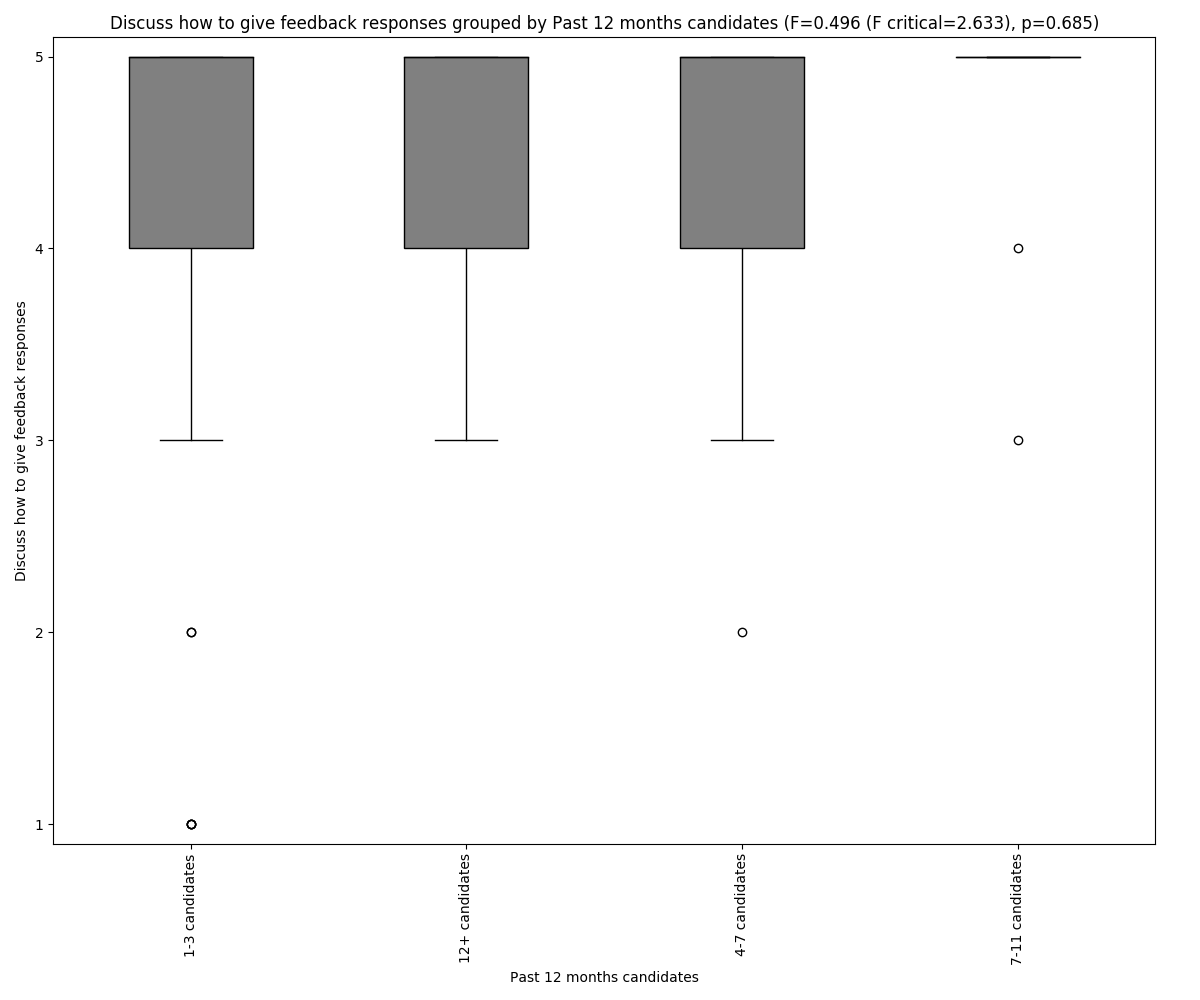 Discuss how to give feedback responses grouped by Past 12 months candidates (F=0.496 (F critical=2.633), p=0.685)
Discuss how to give feedback responses
5
4
3
2
1
1-3 candidates
12+ candidates
4-7 candidates
7-11 candidates
Past 12 months candidates